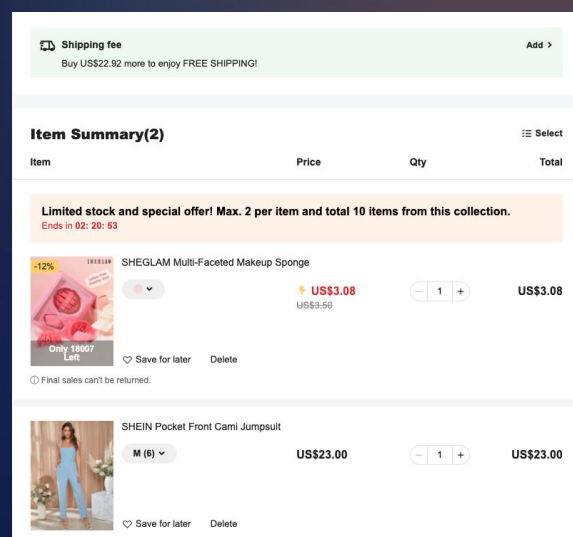 Shipping fee
Add >
Buy US$22.92 more to enjoy FREE SHIPPING!
Item Summary(2)
Select
Item Price Qty Total
Limited stock and special offer! Max. 2 per item and total 10 items from this collection.
Ends in 02: 20: 53
-12%
SHEGLAM
SHEGLAM Multi-Faceted Makeup Sponge
US$3.08
US$3.50
− 1 +
US$3.08
Only 18007
Left
Save for later Delete
Final sales can't be returned.
SHEIN Pocket Front Cami Jumpsuit
M (6)
US$23.00
− 1 +
US$23.00
Save for later Delete